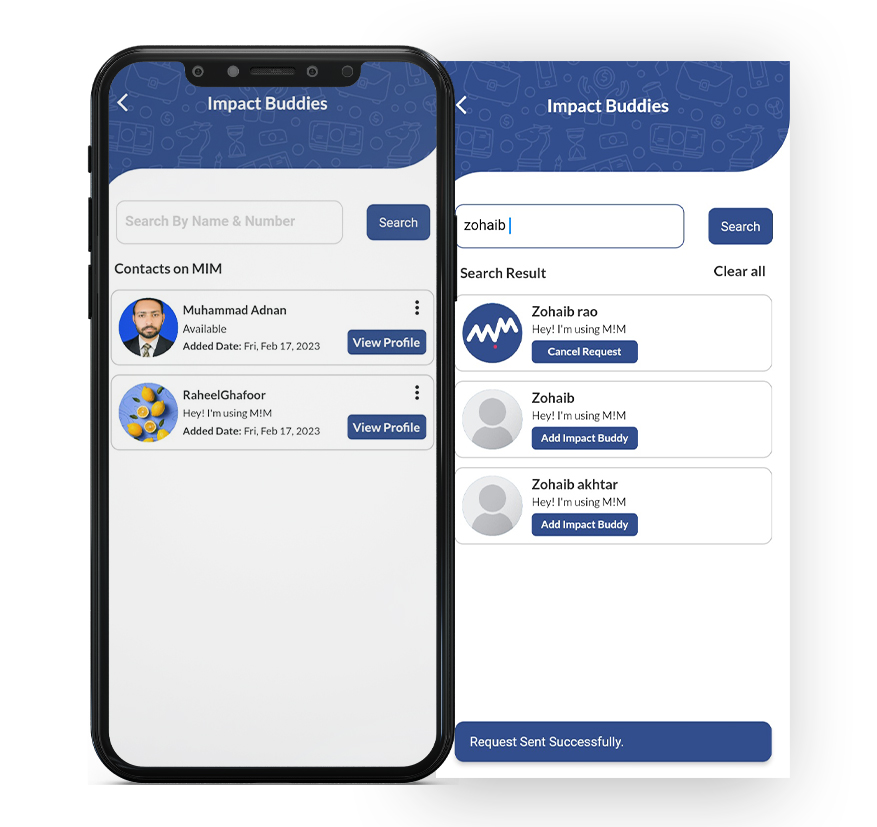 Impact Buddies
Search By Name & Number
Search
Contacts on MIM
Muhammad Adnan
Available
Added Date: Fri, Feb 17, 2023
View Profile
RaheelGhafoor
Hey! I'm using M!M
Added Date: Fri, Feb 17, 2023
View Profile
Impact Buddies
zohaib
Search
Search Result
Clear all
Zohaib rao
Hey! I'm using M!M
Cancel Request
Zohaib
Hey! I'm using M!M
Add Impact Buddy
Zohaib akhtar
Hey! I'm using M!M
Add Impact Buddy
Request Sent Successfully.